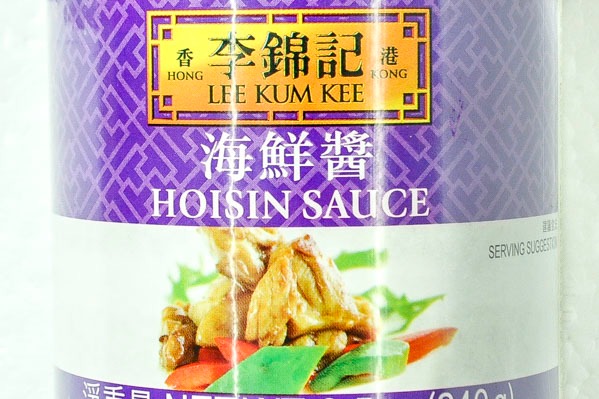 香 李錦記 港
HONG LEE KUM KEE KONG
海鮮醬
HOISIN SAUCE
SERVING SUGGESTION